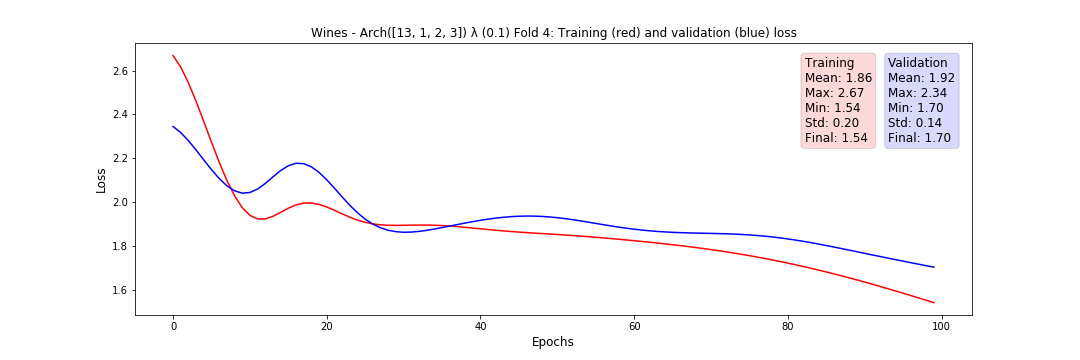 Wines - Arch([13, 1, 2, 3]) λ (0.1) Fold 4: Training (red) and validation (blue) loss
Training
Mean: 1.86
Max: 2.67
Min: 1.54
Std: 0.20
Final: 1.54
Validation
Mean: 1.92
Max: 2.34
Min: 1.70
Std: 0.14
Final: 1.70
Loss
2.6
2.4
2.2
2.0
1.8
1.6
0 20 40 60 80 100
Epochs